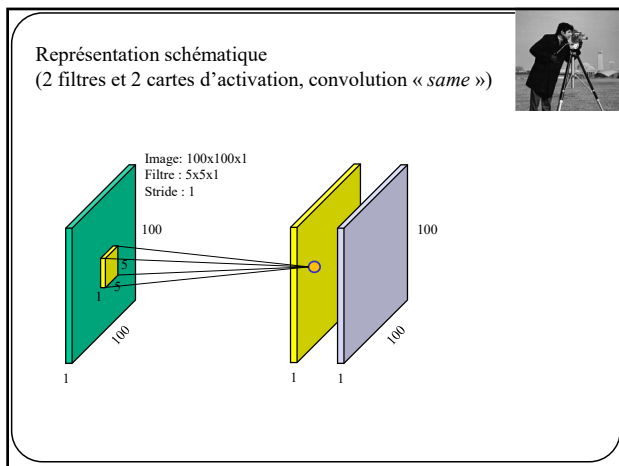 Représentation schématique
(2 filtres et 2 cartes d'activation, convolution « same »)
Image: 100x100x1
Filtre : 5x5x1
Stride : 1
100
5
5
1
100
1
100
100
1
1